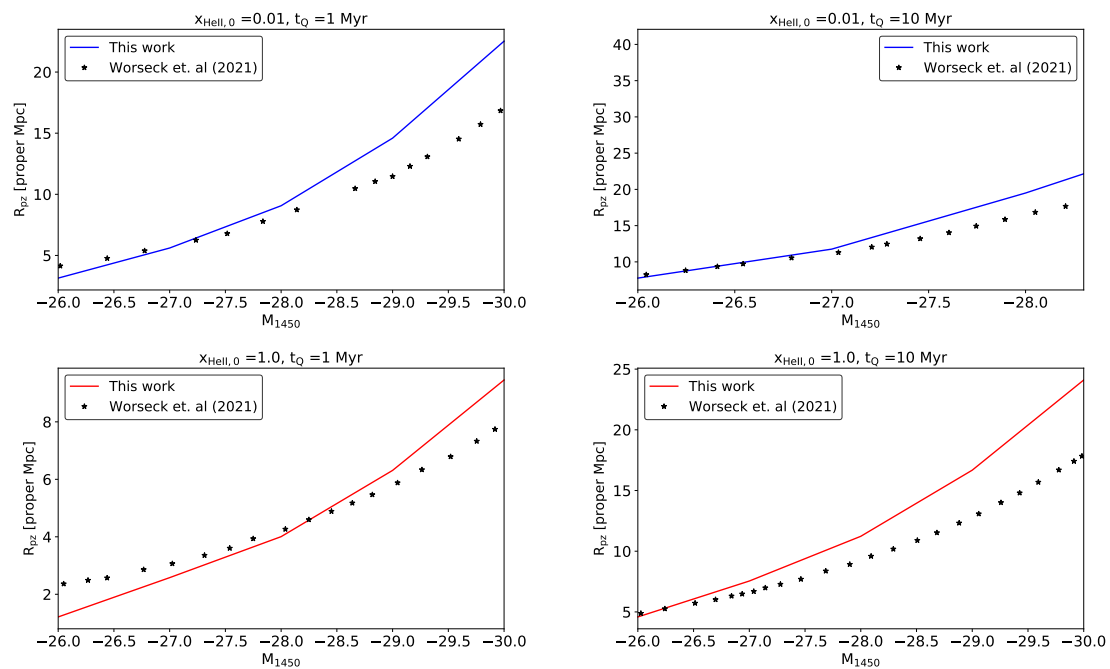 x_HeII, 0 =0.01, t_Q =1 Myr
This work
Worseck et. al (2021)
R_pz [proper Mpc]
20
15
10
5
−26.0 −26.5 −27.0 −27.5 −28.0 −28.5 −29.0 −29.5 −30.0
M_1450
x_HeII, 0 =0.01, t_Q =10 Myr
This work
Worseck et. al (2021)
R_pz [proper Mpc]
40
35
30
25
20
15
10
−26.0 −26.5 −27.0 −27.5 −28.0
M_1450
x_HeII, 0 =1.0, t_Q =1 Myr
This work
Worseck et. al (2021)
R_pz [proper Mpc]
8
6
4
2
−26.0 −26.5 −27.0 −27.5 −28.0 −28.5 −29.0 −29.5 −30.0
M_1450
x_HeII, 0 =1.0, t_Q =10 Myr
This work
Worseck et. al (2021)
R_pz [proper Mpc]
25
20
15
10
5
−26.0 −26.5 −27.0 −27.5 −28.0 −28.5 −29.0 −29.5 −30.0
M_1450